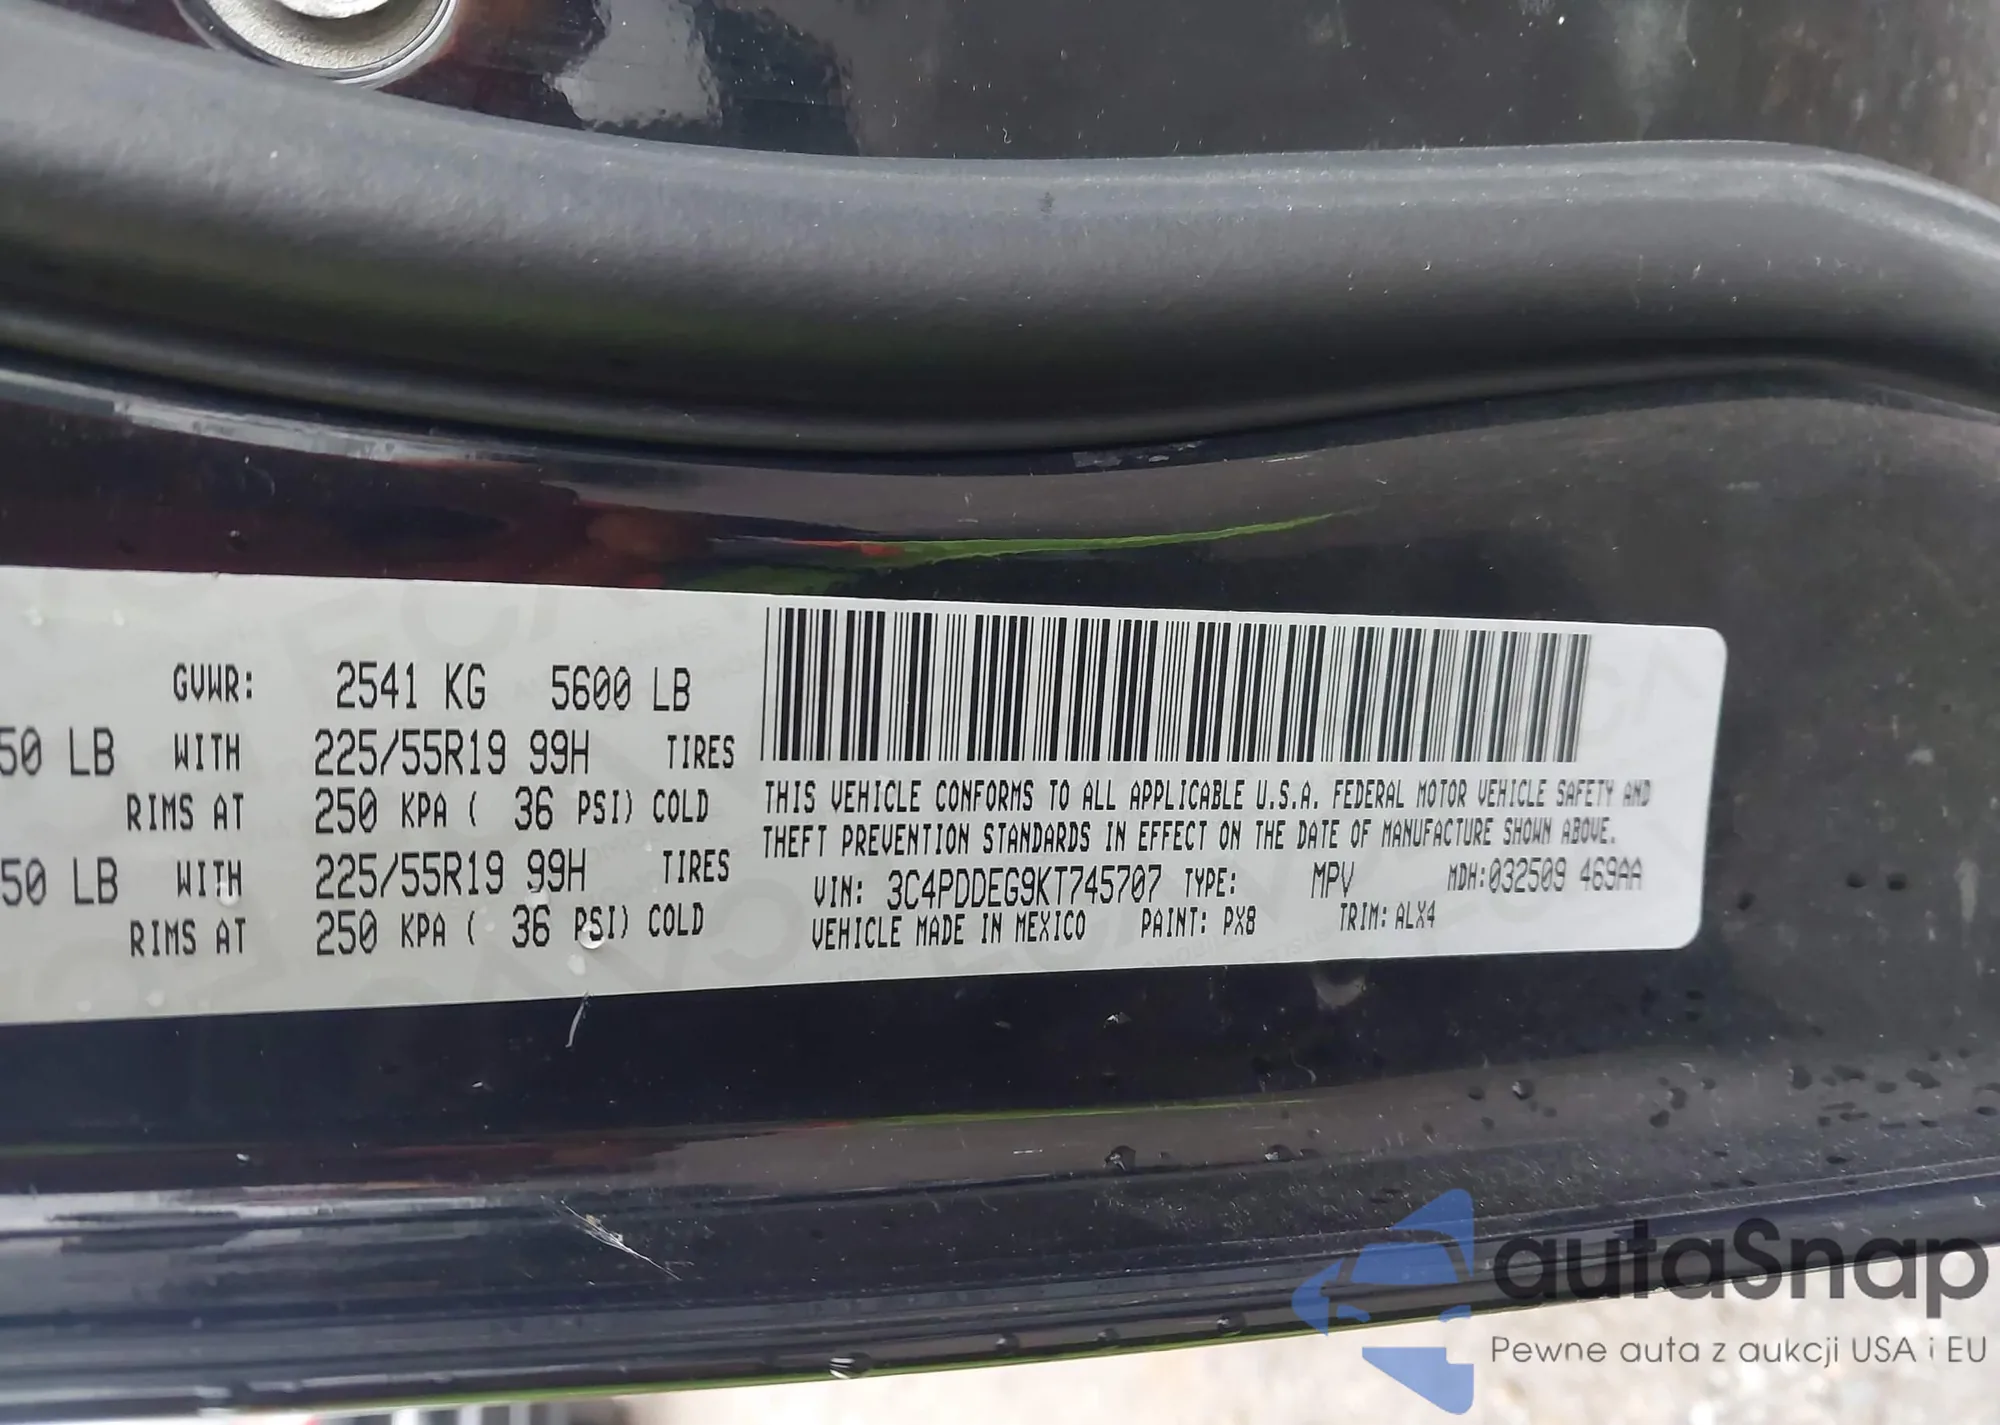 GVWR: 2541 KG 5600 LB
50 LB WITH 225/55R19 99H TIRES
RIMS AT 250 KPA ( 36 PSI) COLD
50 LB WITH 225/55R19 99H TIRES
RIMS AT 250 KPA ( 36 PSI) COLD
THIS VEHICLE CONFORMS TO ALL APPLICABLE U.S.A. FEDERAL MOTOR VEHICLE SAFETY AND
THEFT PREVENTION STANDARDS IN EFFECT ON THE DATE OF MANUFACTURE SHOWN ABOVE.
VIN: 3C4PDDEG9KT745707 TYPE: MPV MDH:032509 469AA
VEHICLE MADE IN MEXICO PAINT: PX8 TRIM: ALX4
autaSnap
Pewne auta z aukcji USA i EU